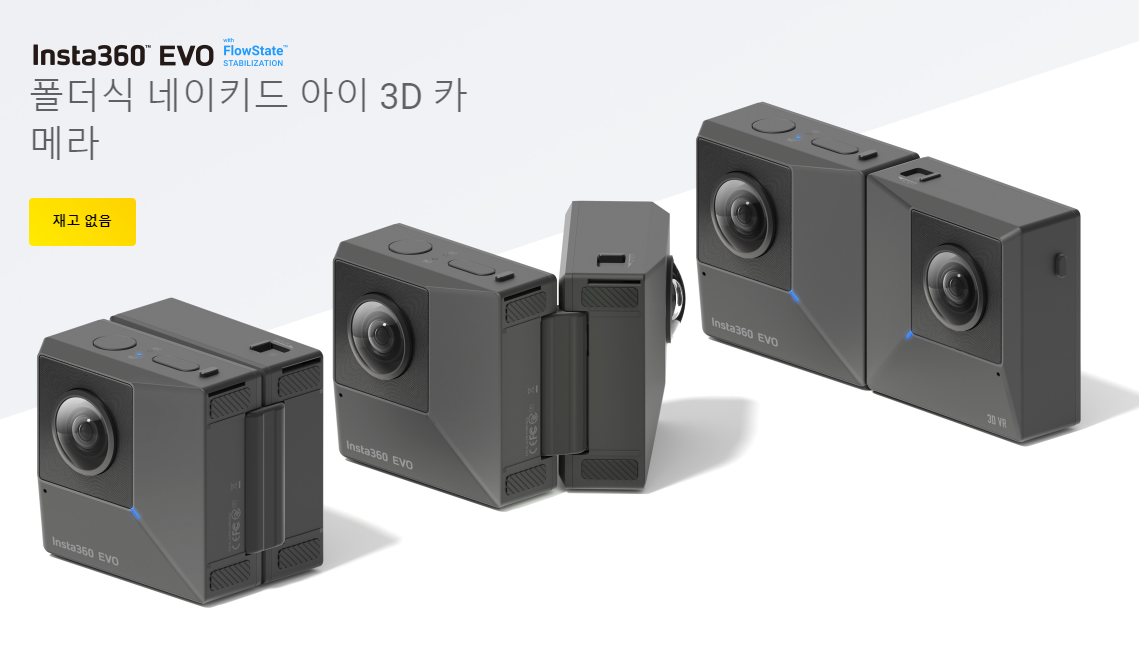 with
Insta360™ EVO FlowState™
STABILIZATION
폴더식 네이키드 아이 3D 카
메라
재고 없음
Insta360 EVO
Insta360 EVO
Insta360 EVO
3D VR